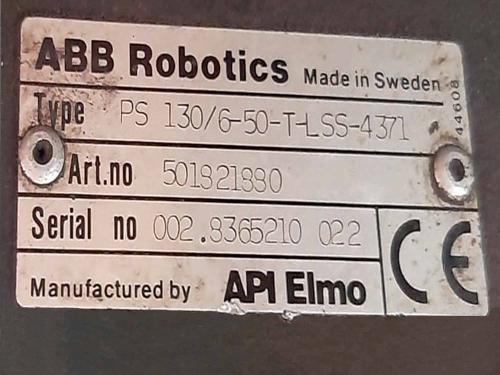 ABB Robotics Made in Sweden
Type PS 130/6-50-T-LSS-4371
Art.no 501821880
Serial no 002.8365210 022
CE
Manufactured by API Elmo
44608